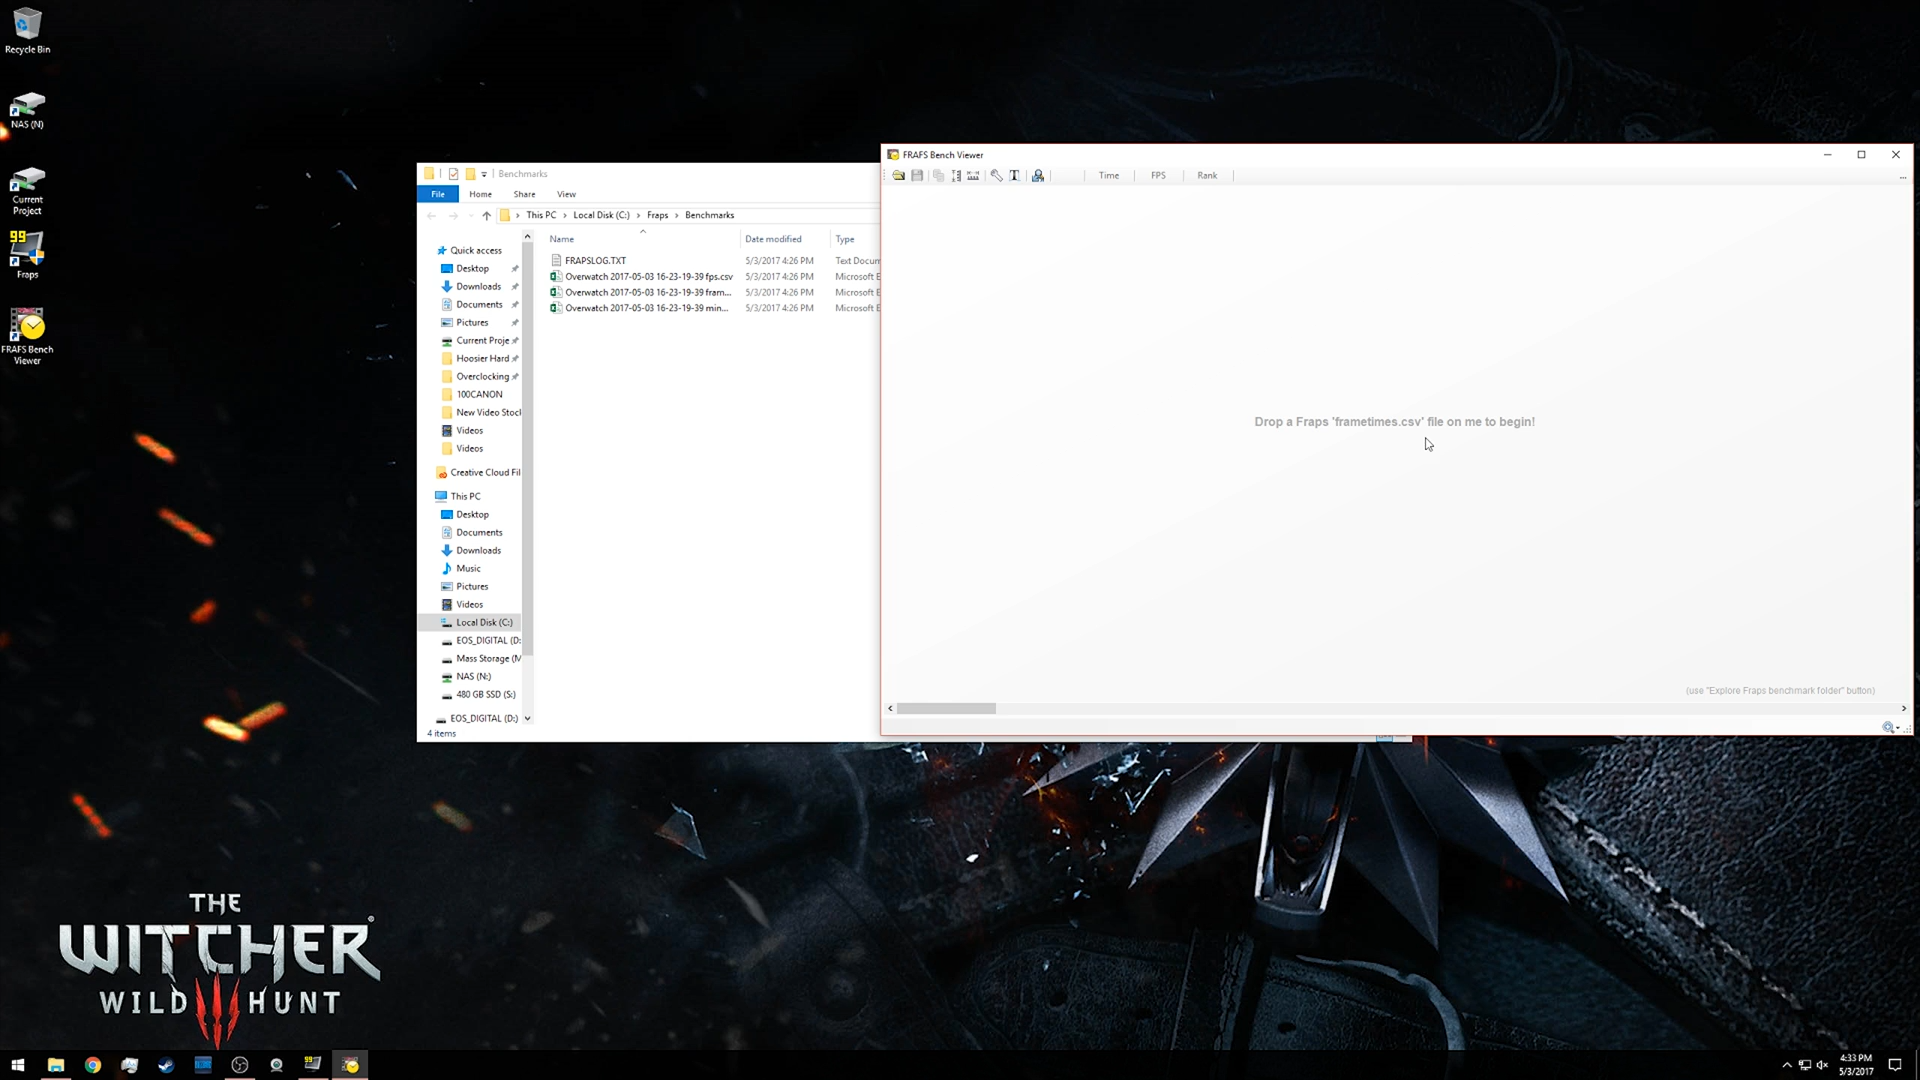 Recycle Bin
NAS (N)
Current
Project
99
Fraps
FRAFS Bench
Viewer
Benchmarks
File
Home
Share
View
This PC
Local Disk (C:)
Fraps
Benchmarks
Name
Date modified
Type
FRAPSLOG.TXT
5/3/2017 4:26 PM
Text Docum
Overwatch 2017-05-03 16-23-19-39 fps.csv
5/3/2017 4:26 PM
Microsoft E
Overwatch 2017-05-03 16-23-19-39 fram...
5/3/2017 4:26 PM
Microsoft E
Overwatch 2017-05-03 16-23-19-39 min...
5/3/2017 4:26 PM
Microsoft E
Quick access
Desktop
Downloads
Documents
Pictures
Current Proje
Hoosier Hard
Overclocking
100CANON
New Video Stock
Videos
Videos
Creative Cloud Fil
This PC
Desktop
Documents
Downloads
Music
Pictures
Videos
Local Disk (C:)
EOS_DIGITAL (D:
Mass Storage (M
NAS (N:)
480 GB SSD (S:)
EOS_DIGITAL (D:)
4 items
FRAFS Bench Viewer
Time
FPS
Rank
...
Drop a Fraps 'frametimes.csv' file on me to begin!
(use "Explore Fraps benchmark folder" button)
THE
WITCHER®
WILD III HUNT
99
4:33 PM
5/3/2017